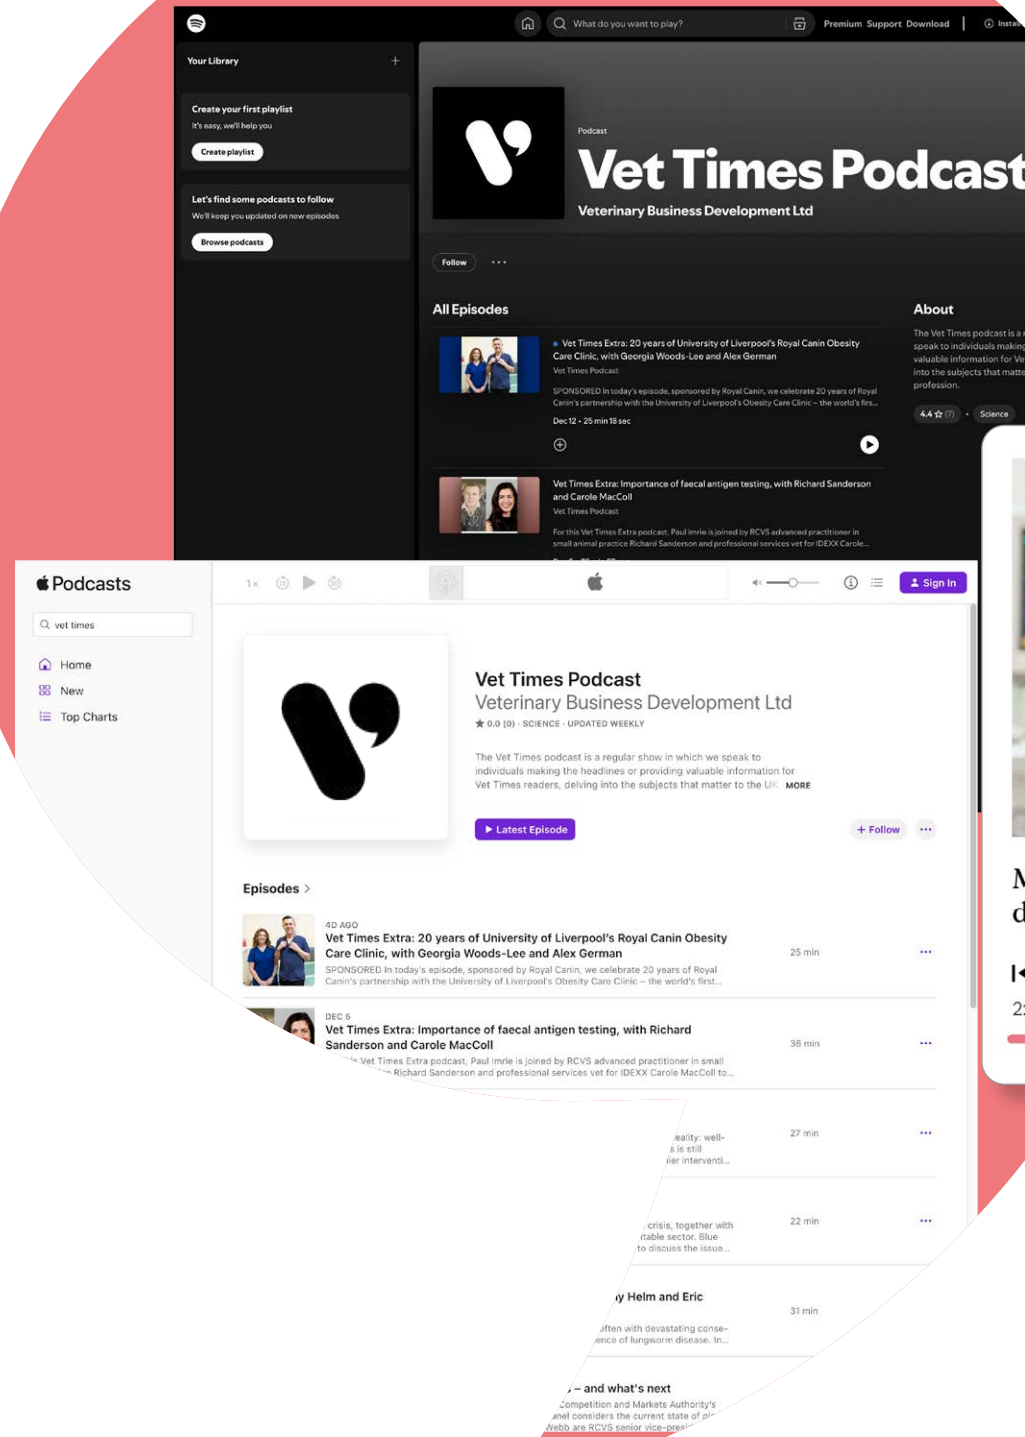 What do you want to play?
Premium Support Download
Install
Your Library
Create your first playlist
It's easy, we'll help you
Create playlist
Let's find some podcasts to follow
We'll keep you updated on new episodes
Browse podcasts
Podcast
Vet Times Podcast
Veterinary Business Development Ltd
Follow
All Episodes
Vet Times Extra: 20 years of University of Liverpool's Royal Canin Obesity
Care Clinic, with Georgia Woods-Lee and Alex German
Vet Times Podcast
SPONSORED In today's episode, sponsored by Royal Canin, we celebrate 20 years of Royal
Canin's partnership with the University of Liverpool's Obesity Care Clinic – the world's firs...
Dec 12 • 25 min 18 sec
Vet Times Extra: Importance of faecal antigen testing, with Richard Sanderson
and Carole MacColl
Vet Times Podcast
For this Vet Times Extra podcast, Paul Imrie is joined by RCVS advanced practitioner in
small animal practice Richard Sanderson and professional services vet for IDEXX Carole...
About
The Vet Times podcast is a
speak to individuals making
valuable information for Ve
into the subjects that matte
profession.
4.4 ☆ (7) • Science
Podcasts
vet times
Home
New
Top Charts
1×
Sign In
Vet Times Podcast
Veterinary Business Development Ltd
★ 0.0 (0) · SCIENCE · UPDATED WEEKLY
The Vet Times podcast is a regular show in which we speak to
individuals making the headlines or providing valuable information for
Vet Times readers, delving into the subjects that matter to the UK MORE
Latest Episode
+ Follow
Episodes >
4D AGO
Vet Times Extra: 20 years of University of Liverpool's Royal Canin Obesity
Care Clinic, with Georgia Woods-Lee and Alex German
SPONSORED In today's episode, sponsored by Royal Canin, we celebrate 20 years of Royal
Canin's partnership with the University of Liverpool's Obesity Care Clinic – the world's first...
25 min
DEC 5
Vet Times Extra: Importance of faecal antigen testing, with Richard
Sanderson and Carole MacColl
Vet Times Extra podcast, Paul Imrie is joined by RCVS advanced practitioner in small
Richard Sanderson and professional services vet for IDEXX Carole MacColl to...
36 min
eality: well-
s is still
lier interventi...
27 min
crisis, together with
itable sector. Blue
to discuss the issue...
22 min
y Helm and Eric
often with devastating conse-
ence of lungworm disease. In...
31 min
– and what's next
Competition and Markets Authority's
anel considers the current state of
Webb are RCVS senior vice-presi
M
d
2: